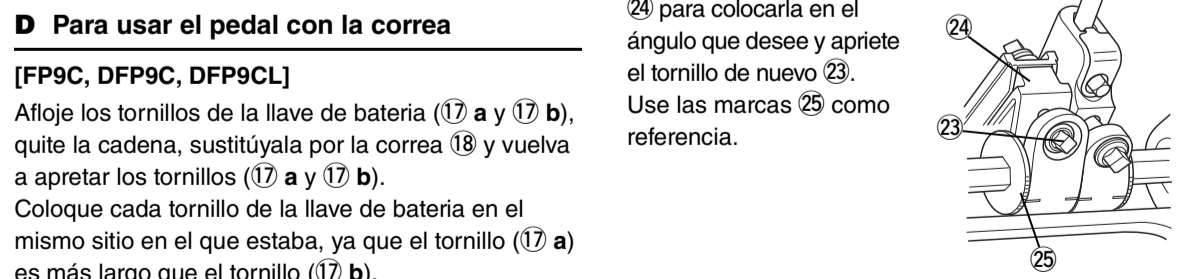 D Para usar el pedal con la correa
[FP9C, DFP9C, DFP9CL]
Afloje los tornillos de la llave de bateria (⑰ a y ⑰ b),
quite la cadena, sustitúyala por la correa ⑱ y vuelva
a apretar los tornillos (⑰ a y ⑰ b).
Coloque cada tornillo de la llave de bateria en el
mismo sitio en el que estaba, ya que el tornillo (⑰ a)
es más largo que el tornillo (⑰ b).
㉔ para colocarla en el
ángulo que desee y apriete
el tornillo de nuevo ㉓.
Use las marcas ㉕ como
referencia.
㉔
㉓
㉕